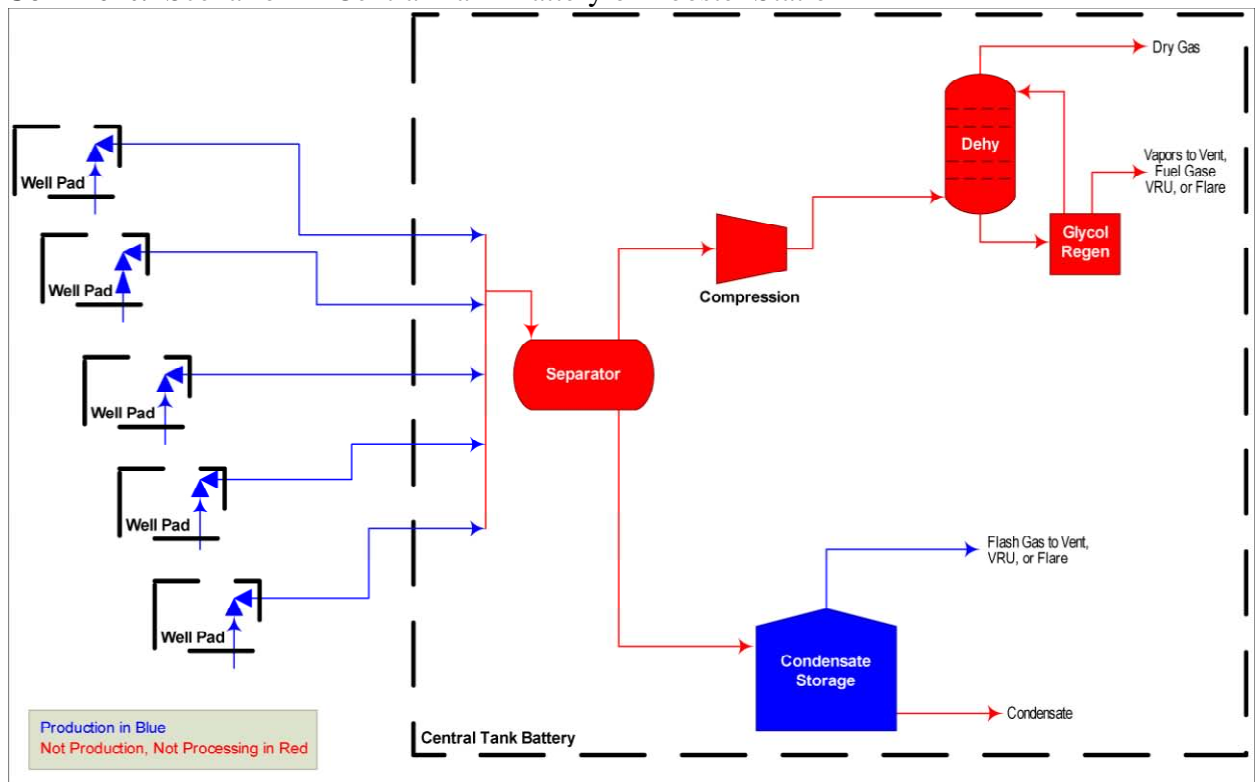 Dry Gas
Dehy
Vapors to Vent,
Fuel Gase
VRU, or Flare
Glycol
Regen
Well Pad
Well Pad
Compression
Separator
Well Pad
Well Pad
Flash Gas to Vent,
VRU, or Flare
Well Pad
Condensate
Storage
Condensate
Production in Blue
Not Production, Not Processing in Red
Central Tank Battery